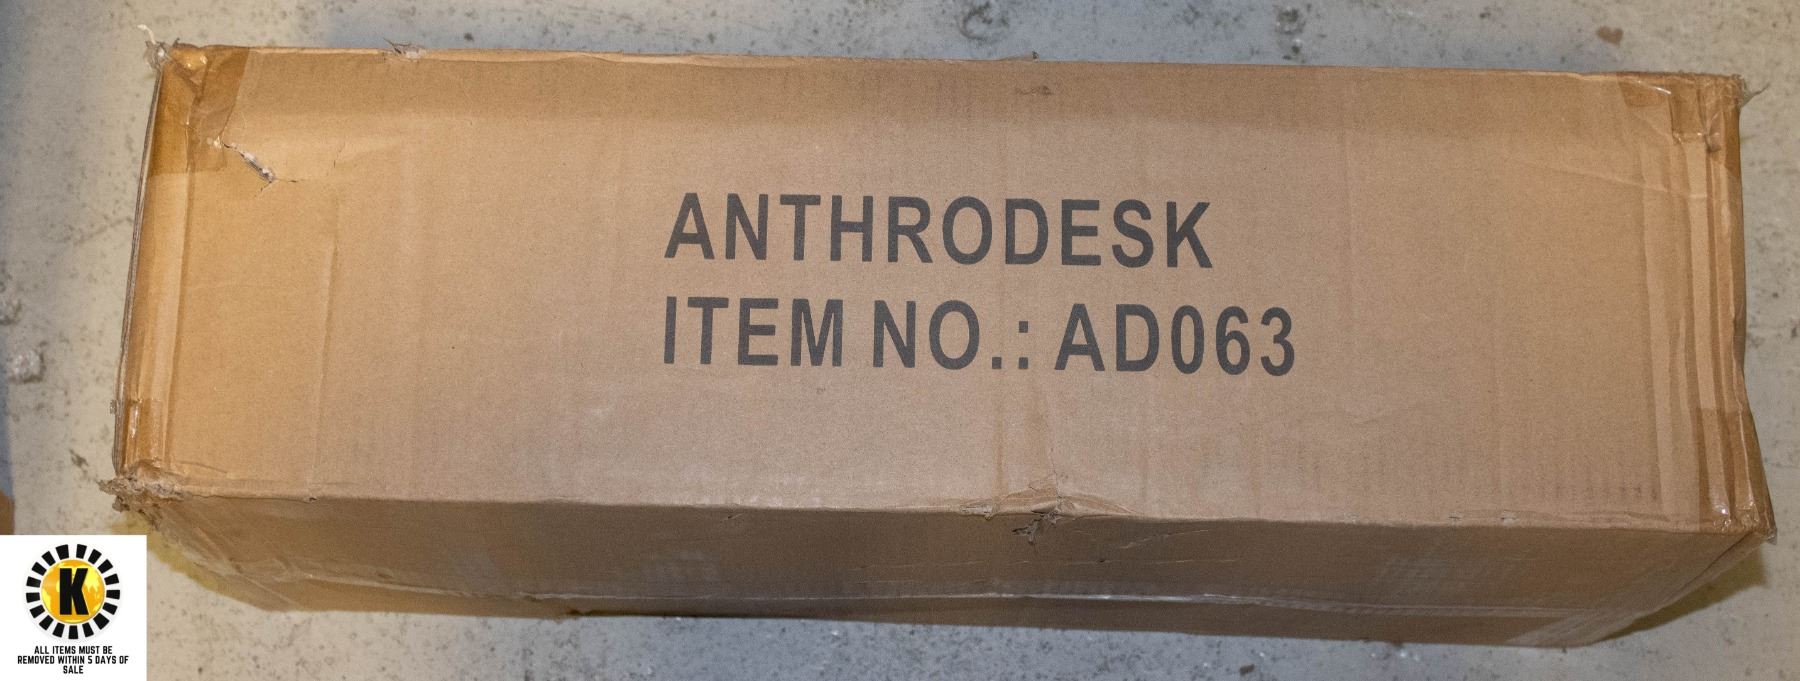 ANTHRODESK
ITEM NO.: AD063
K
ALL ITEMS MUST BE
REMOVED WITHIN 5 DAYS OF
SALE